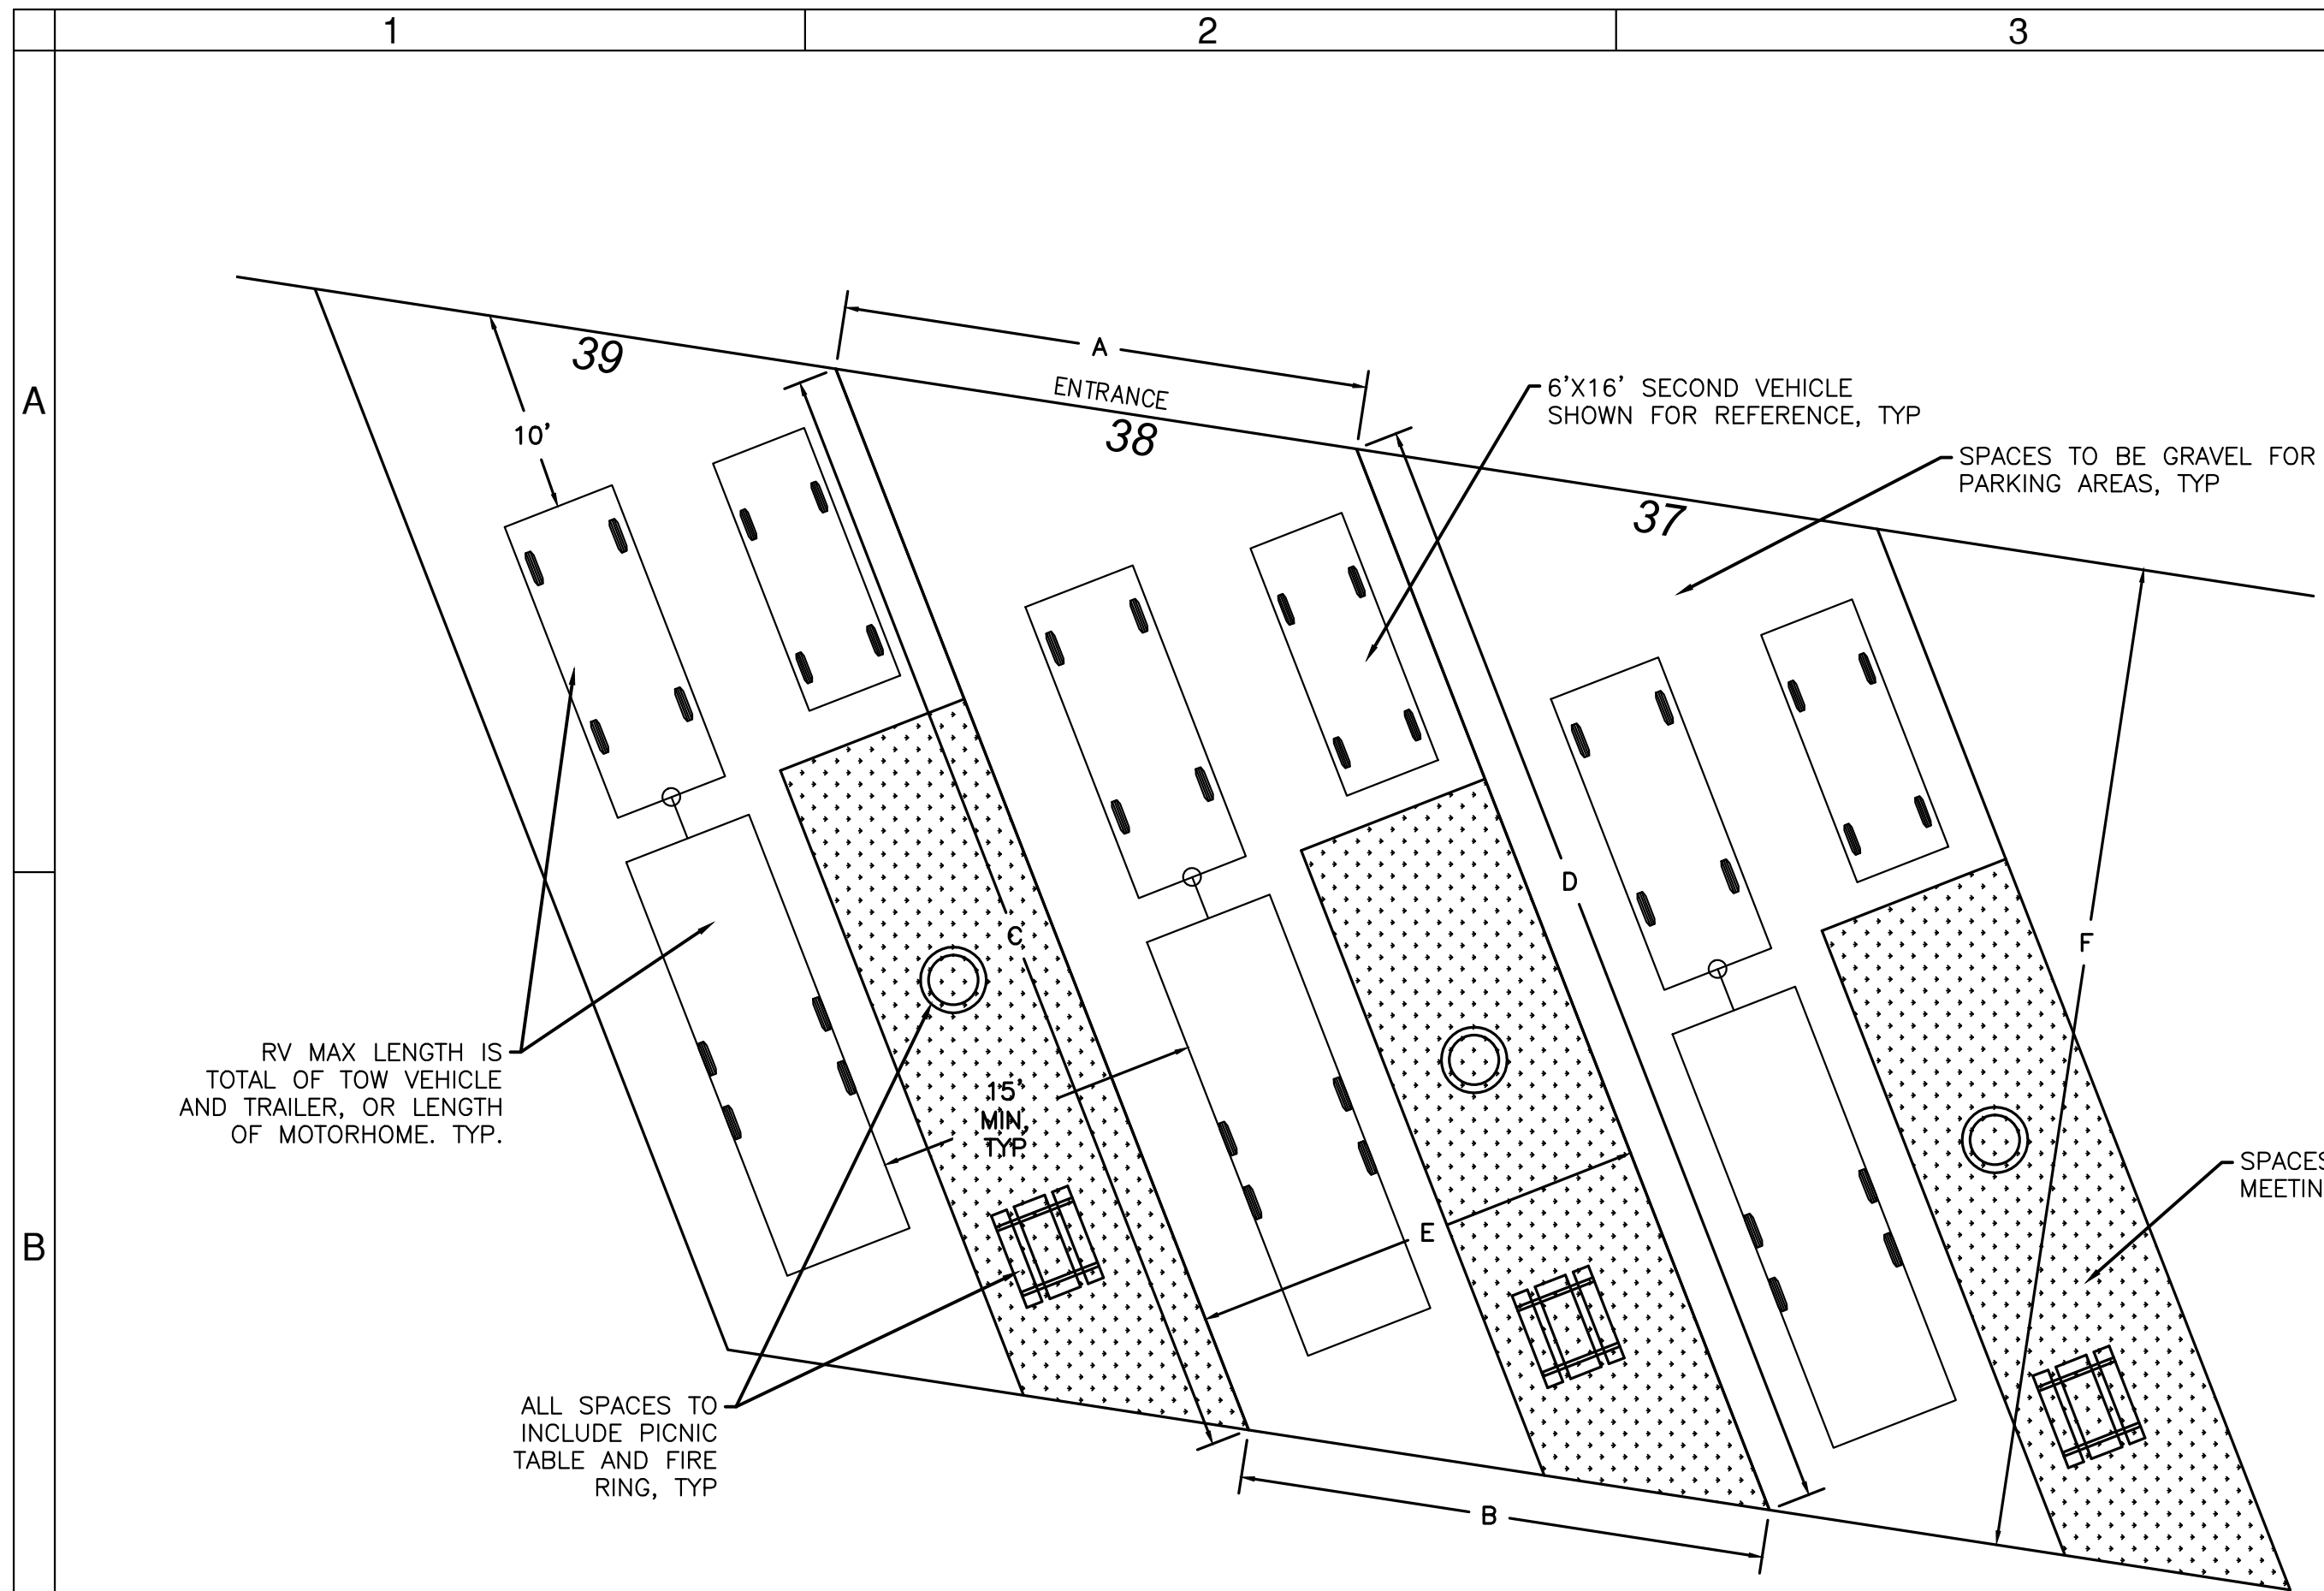 1
2
3
A
B
39
A
ENTRANCE
38
10'
6'X16' SECOND VEHICLE
SHOWN FOR REFERENCE, TYP
SPACES TO BE GRAVEL FOR
PARKING AREAS, TYP
37
D
C
F
RV MAX LENGTH IS
TOTAL OF TOW VEHICLE
AND TRAILER, OR LENGTH
OF MOTORHOME. TYP.
15'
MIN,
TYP
SPACES
MEETIN
E
ALL SPACES TO
INCLUDE PICNIC
TABLE AND FIRE
RING, TYP
B